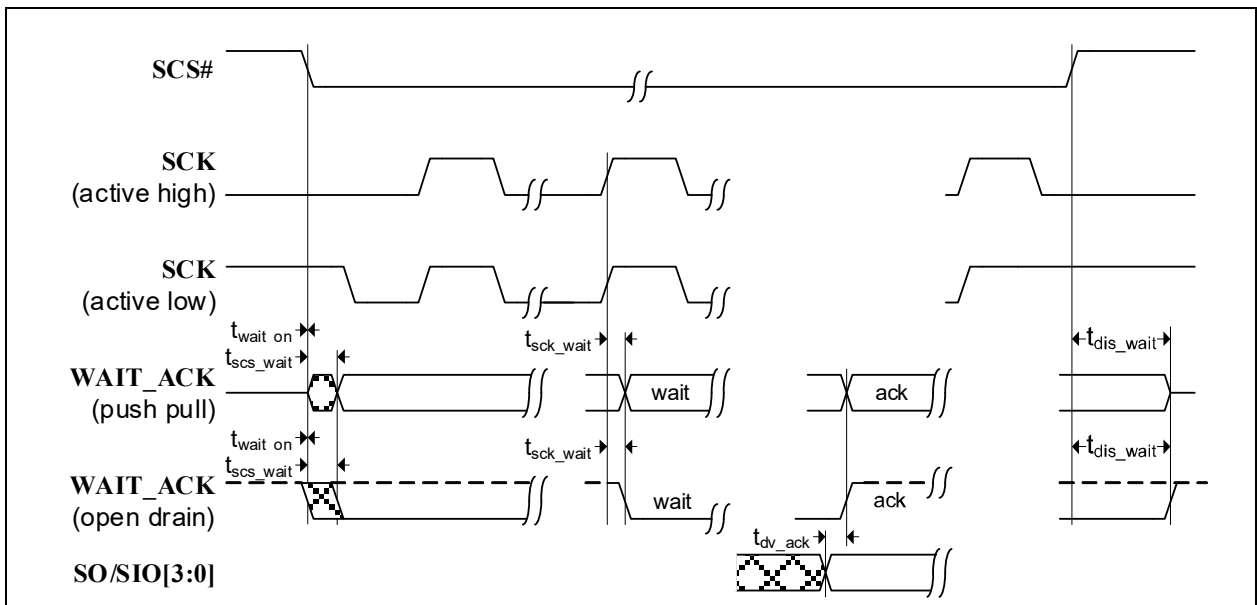 SCS#
SCK
(active high)
SCK
(active low)
twait on
tscs_wait
tsck_wait
tdis_wait
WAIT_ACK
(push pull)
wait
ack
twait on
tscs_wait
tsck_wait
tdis_wait
WAIT_ACK
(open drain)
wait
ack
tdv_ack
SO/SIO[3:0]